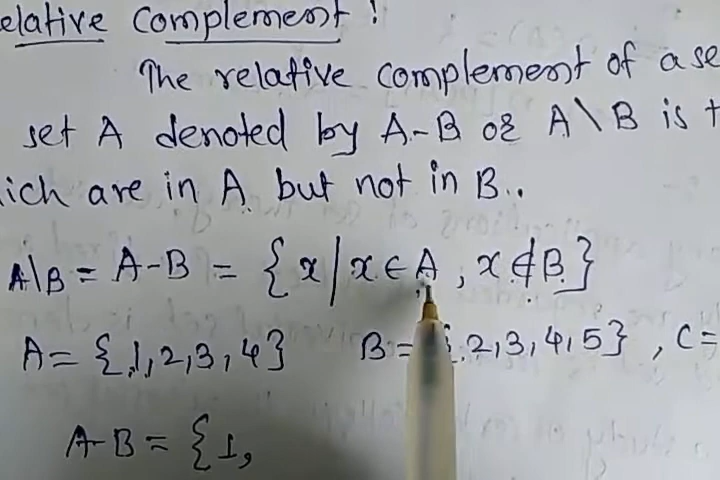 elative Complement :
The relative complement of a se
set A denoted by A-B or A\B is t
ich are in A but not in B..
A\B = A-B = { x | x ∈ A , x ∉ B }
A = {1,2,3,4} B = {2,3,4,5} , C =
A-B = {1,